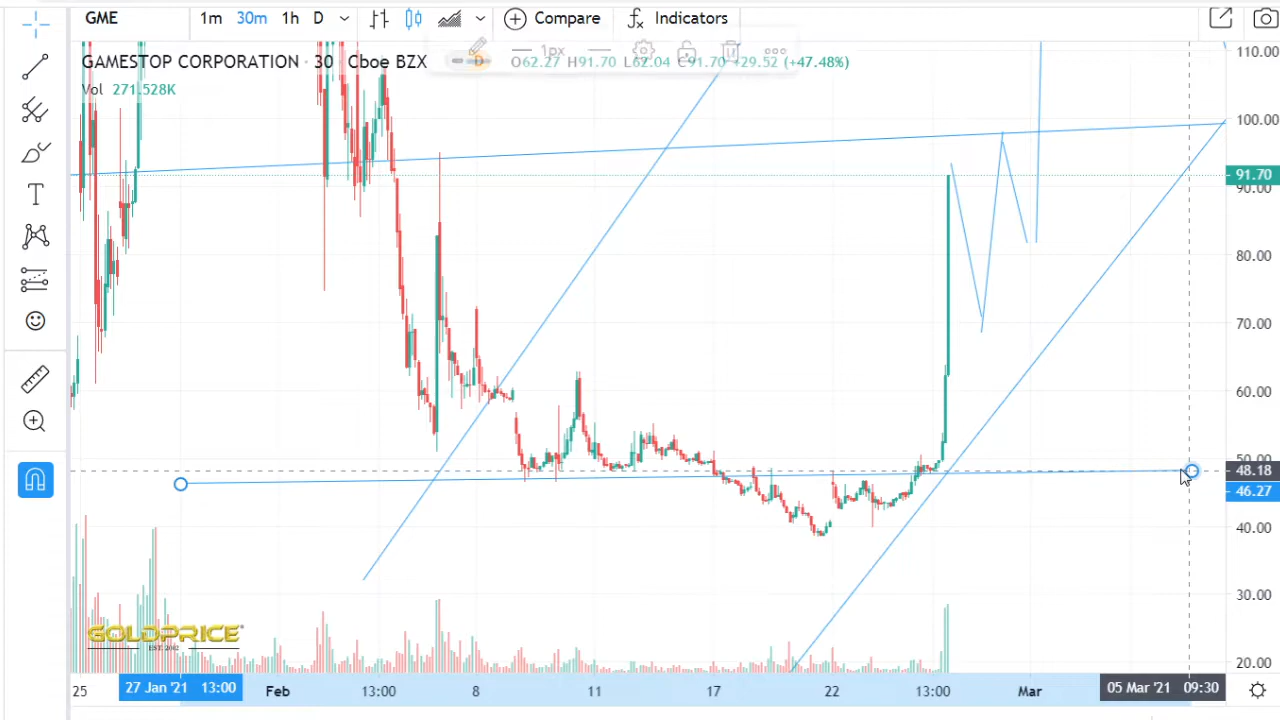 GME
1m 30m 1h D Compare Indicators
1px
D
GAMESTOP CORPORATION · 30 Cboe BZX O62.27 H91.70 L62.04 C91.70 +29.52 (+47.48%)
Vol 271.528K
110.00
100.00
91.70
90.00
80.00
70.00
60.00
50.00
48.18
46.27
40.00
30.00
20.00
GOLDPRICE®
EST. 2002
25 27 Jan '21 13:00 Feb 13:00 8 11 17 22 13:00 Mar 05 Mar '21 09:30